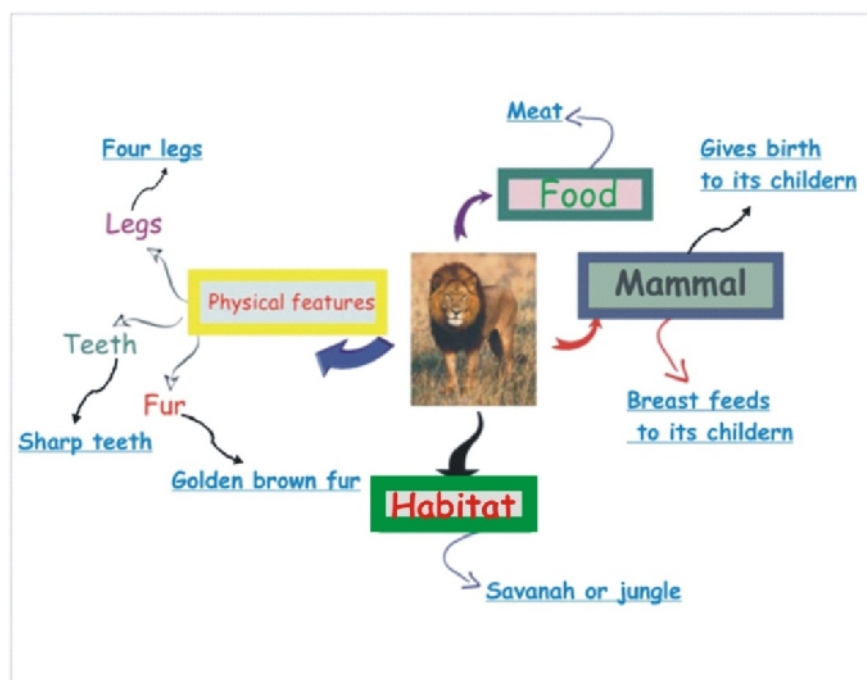 Meat
Four legs
Gives birth
to its childern
Food
Legs
Mammal
Physical features
Teeth
Fur
Breast feeds
to its childern
Sharp teeth
Golden brown fur
Habitat
Savanah or jungle